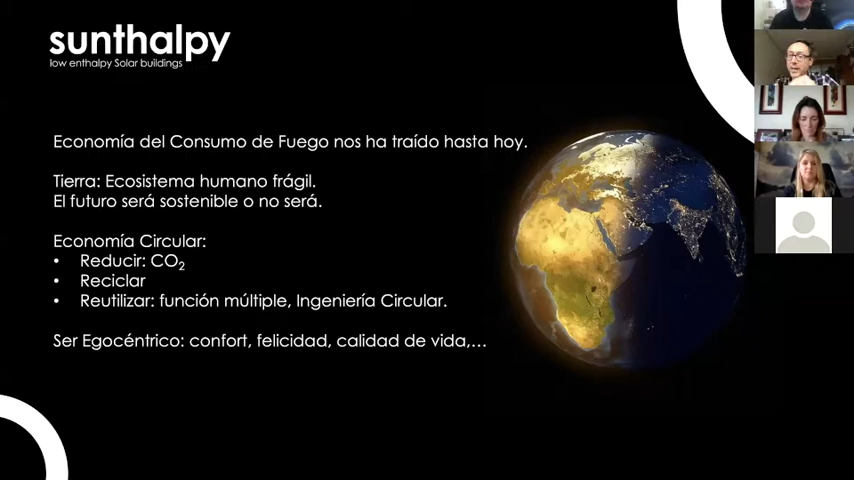 sunthalpy
low enthalpy Solar buildings
Economía del Consumo de Fuego nos ha traído hasta hoy.
Tierra: Ecosistema humano frágil.
El futuro será sostenible o no será.
Economía Circular:
• Reducir: CO₂
• Reciclar
• Reutilizar: función múltiple, Ingeniería Circular.
Ser Egocéntrico: confort, felicidad, calidad de vida,...